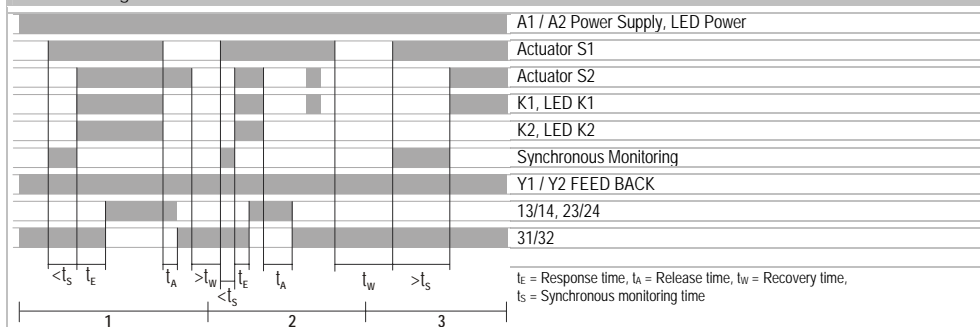 A1 / A2 Power Supply, LED Power
Actuator S1
Actuator S2
K1, LED K1
K2, LED K2
Synchronous Monitoring
Y1 / Y2 FEED BACK
13/14, 23/24
31/32
<tS tE tA >tW tE tA tW >tS
<tS
tE = Response time, tA = Release time, tW = Recovery time,
tS = Synchronous monitoring time
1 2 3